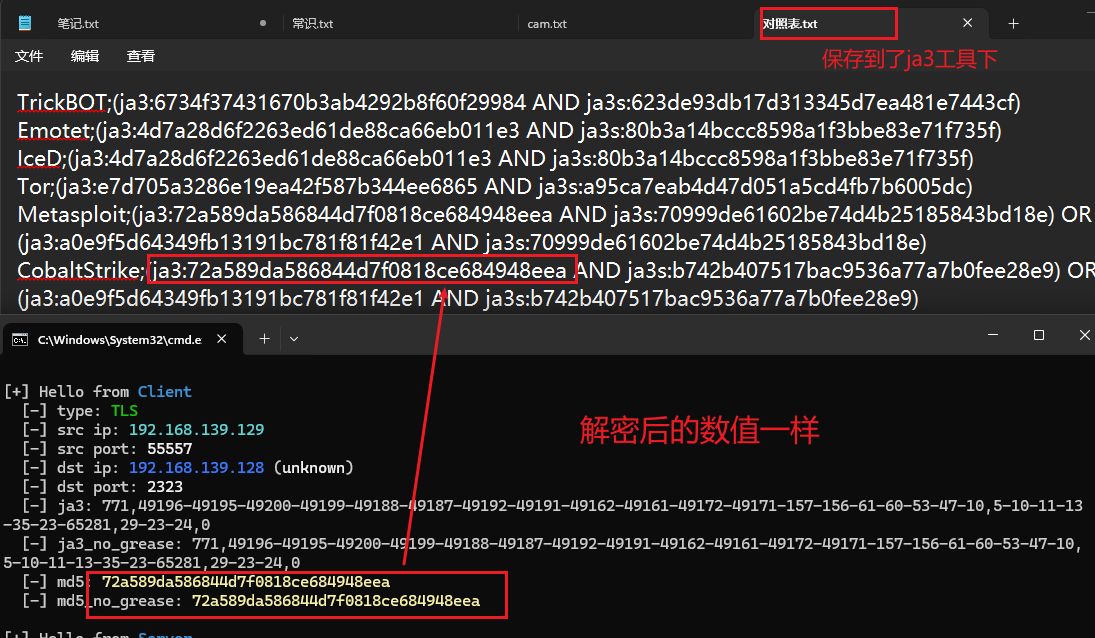 笔记.txt
常识.txt
cam.txt
对照表.txt
文件 编辑 查看
保存到了ja3工具下
TrickBOT;(ja3:6734f37431670b3ab4292b8f60f29984 AND ja3s:623de93db17d313345d7ea481e7443cf)
Emotet;(ja3:4d7a28d6f2263ed61de88ca66eb011e3 AND ja3s:80b3a14bccc8598a1f3bbe83e71f735f)
IceD;(ja3:4d7a28d6f2263ed61de88ca66eb011e3 AND ja3s:80b3a14bccc8598a1f3bbe83e71f735f)
Tor;(ja3:e7d705a3286e19ea42f587b344ee6865 AND ja3s:a95ca7eab4d47d051a5cd4fb7b6005dc)
Metasploit;(ja3:72a589da586844d7f0818ce684948eea AND ja3s:70999de61602be74d4b25185843bd18e) OR
(ja3:a0e9f5d64349fb13191bc781f81f42e1 AND ja3s:70999de61602be74d4b25185843bd18e)
CobaltStrike;(ja3:72a589da586844d7f0818ce684948eea AND ja3s:b742b407517bac9536a77a7b0fee28e9) OR
(ja3:a0e9f5d64349fb13191bc781f81f42e1 AND ja3s:b742b407517bac9536a77a7b0fee28e9)
C:\Windows\System32\cmd.e
[+] Hello from Client
[-] type: TLS
[-] src ip: 192.168.139.129
[-] src port: 55557
[-] dst ip: 192.168.139.128 (unknown)
[-] dst port: 2323
解密后的数值一样
[-] ja3: 771,49196-49195-49200-49199-49188-49187-49192-49191-49162-49161-49172-49171-157-156-61-60-53-47-10,5-10-11-13
-35-23-65281,29-23-24,0
[-] ja3_no_grease: 771,49196-49195-49200-49199-49188-49187-49192-49191-49162-49161-49172-49171-157-156-61-60-53-47-10,
5-10-11-13-35-23-65281,29-23-24,0
[-] md5: 72a589da586844d7f0818ce684948eea
[-] md5_no_grease: 72a589da586844d7f0818ce684948eea
[+] Hello from Server